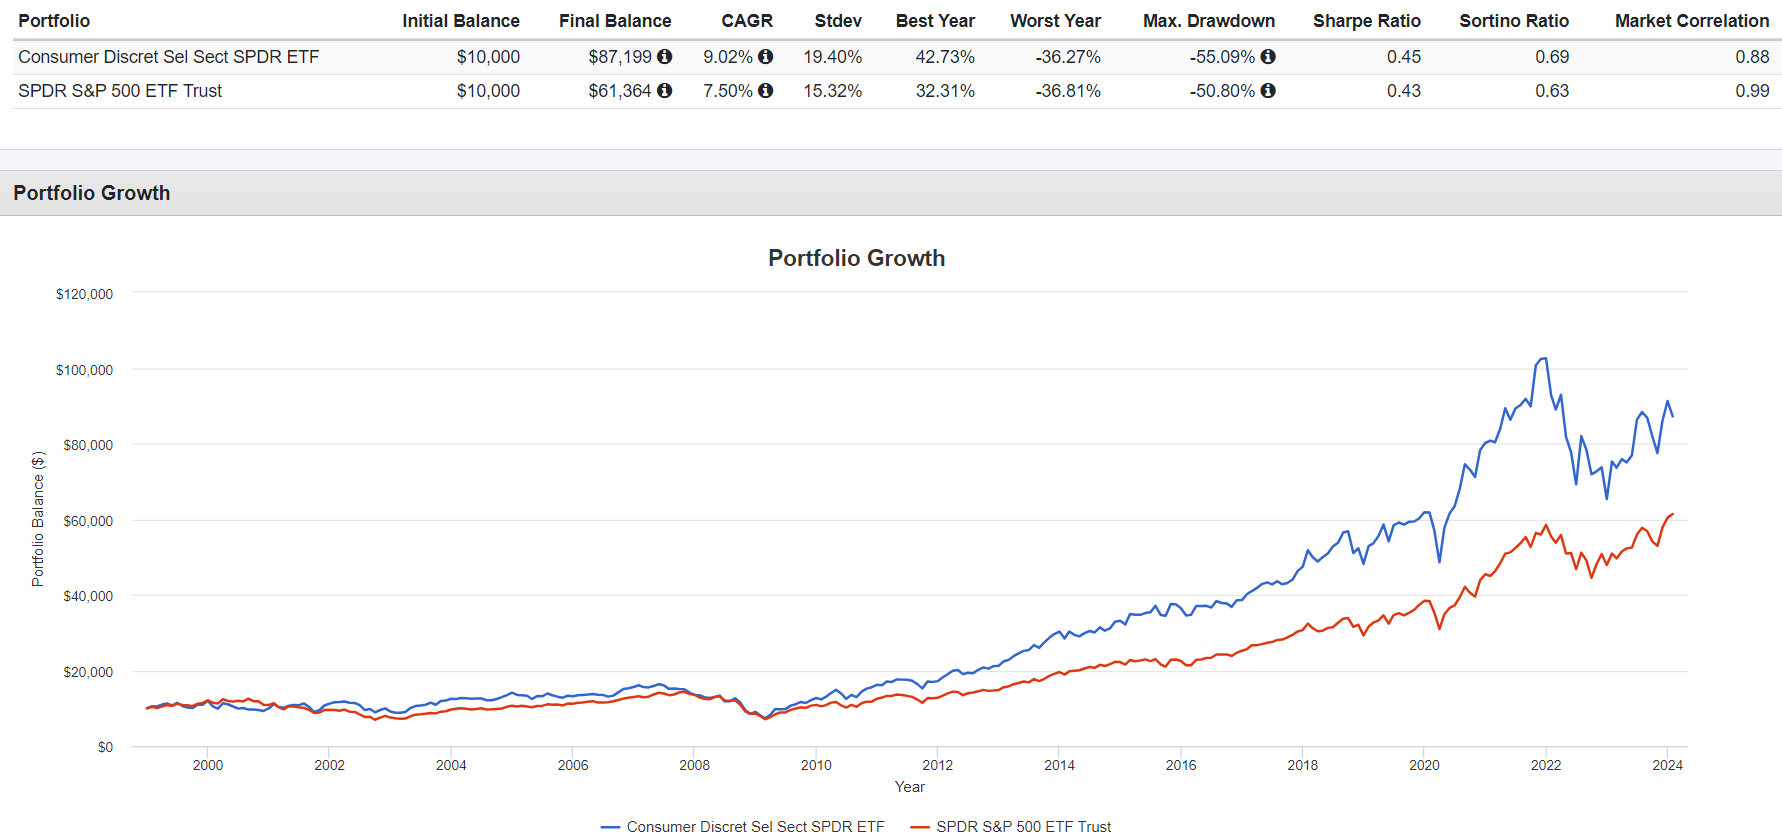 Portfolio Initial Balance Final Balance CAGR Stdev Best Year Worst Year Max. Drawdown Sharpe Ratio Sortino Ratio Market Correlation
Consumer Discret Sel Sect SPDR ETF $10,000 $87,199 9.02% 19.40% 42.73% -36.27% -55.09% 0.45 0.69 0.88
SPDR S&P 500 ETF Trust $10,000 $61,364 7.50% 15.32% 32.31% -36.81% -50.80% 0.43 0.63 0.99
Portfolio Growth
Portfolio Growth
$120,000
$100,000
$80,000
$60,000
$40,000
$20,000
$0
Portfolio Balance ($)
2000 2002 2004 2006 2008 2010 2012 2014 2016 2018 2020 2022 2024
Year
Consumer Discret Sel Sect SPDR ETF SPDR S&P 500 ETF Trust